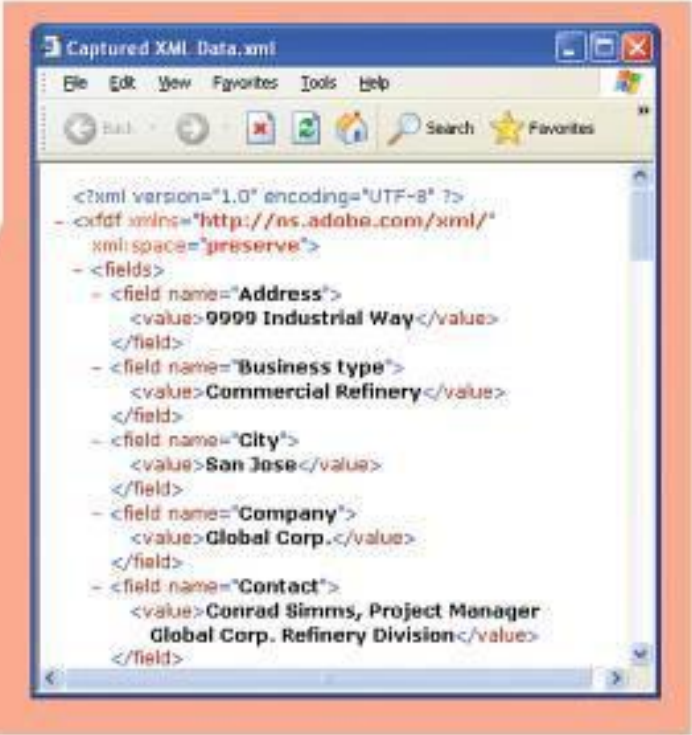 Captured XML Data.xml
File Edit View Favorites Tools Help
Back Search Favorites
<?xml version="1.0" encoding="UTF-8" ?>
- <xfdf xmlns="http://ns.adobe.com/xml/"
xml:space="preserve">
- <fields>
- <field name="Address">
<value>9999 Industrial Way</value>
</field>
- <field name="Business type">
<value>Commercial Refinery</value>
</field>
- <field name="City">
<value>San Jose</value>
</field>
- <field name="Company">
<value>Global Corp.</value>
</field>
- <field name="Contact">
<value>Conrad Simms, Project Manager
Global Corp. Refinery Division</value>
</field>